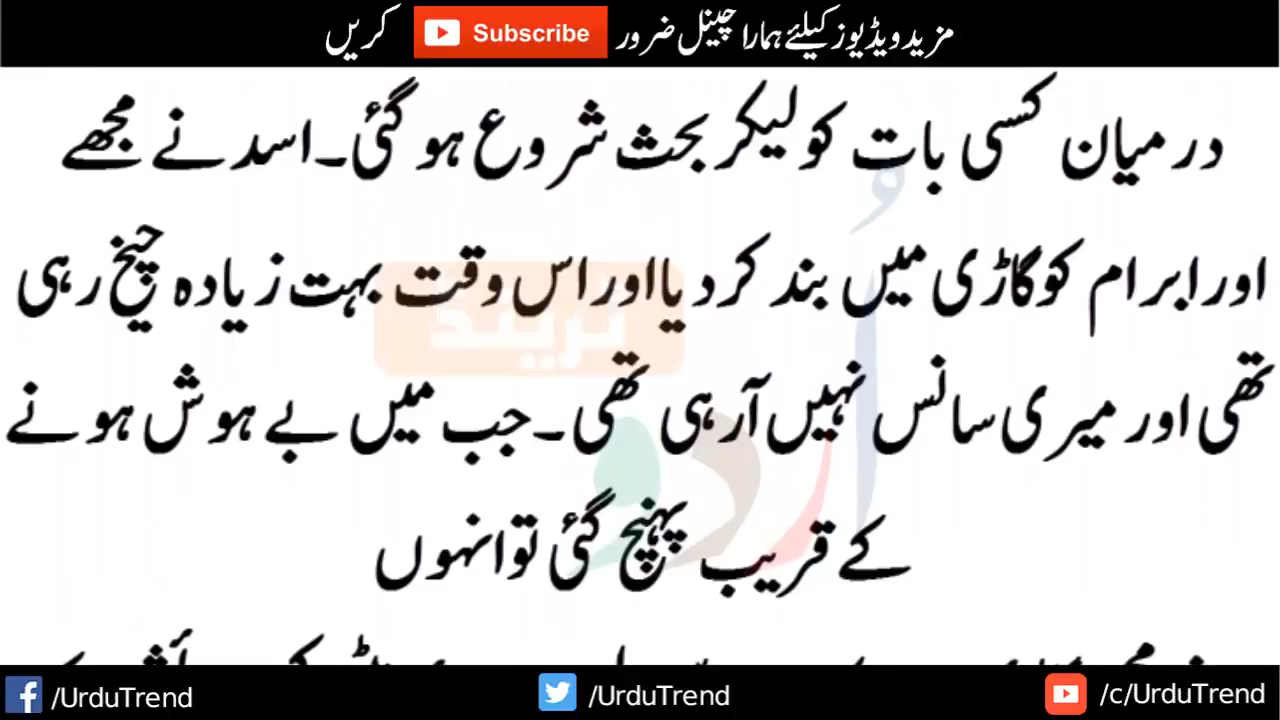 مزید ویڈیوز کیلئے ہمارا چینل ضرور Subscribe کریں
درمیان کسی بات کو لیکر بحث شروع ہو گئی۔ اسد نے مجھے
اور ابرام کو گاڑی میں بند کر دیا اور اس وقت بہت زیادہ چیخ رہی
تھی اور میری سانس نہیں آرہی تھی۔ جب میں بے ہوش ہونے
کے قریب پہنچ گئی تو انہوں
اُردو
ٹرینڈ
/UrduTrend
/UrduTrend
/c/UrduTrend